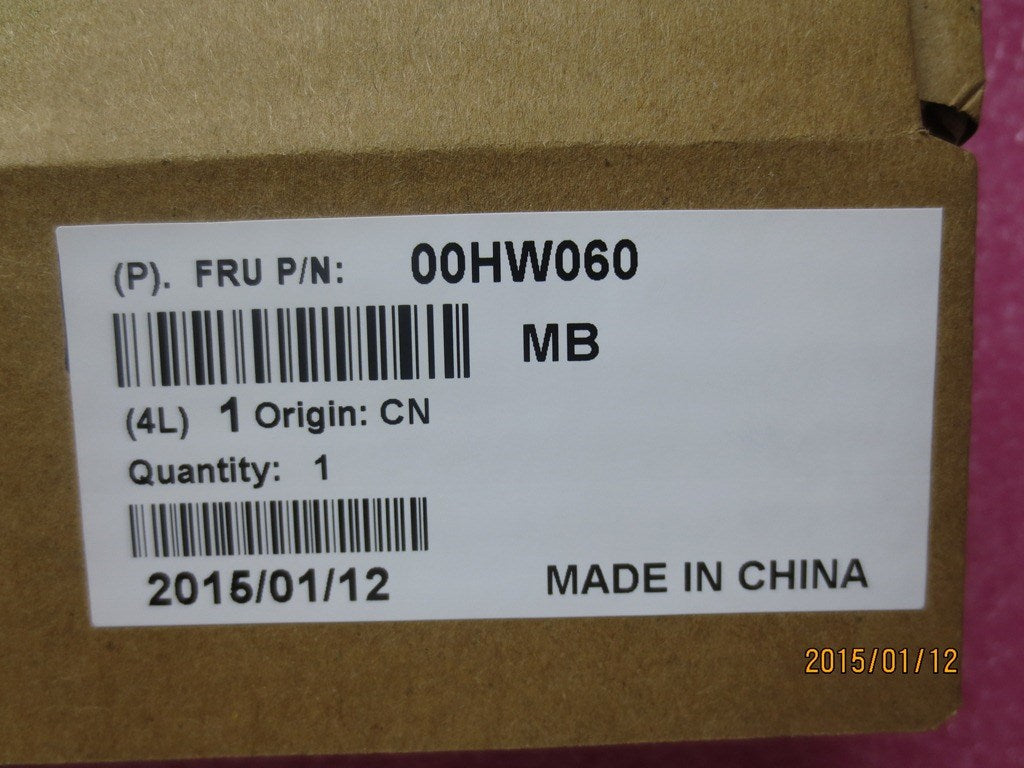 (P). FRU P/N: 00HW060
MB
(4L) 1 Origin: CN
Quantity: 1
2015/01/12
MADE IN CHINA
2015/01/12